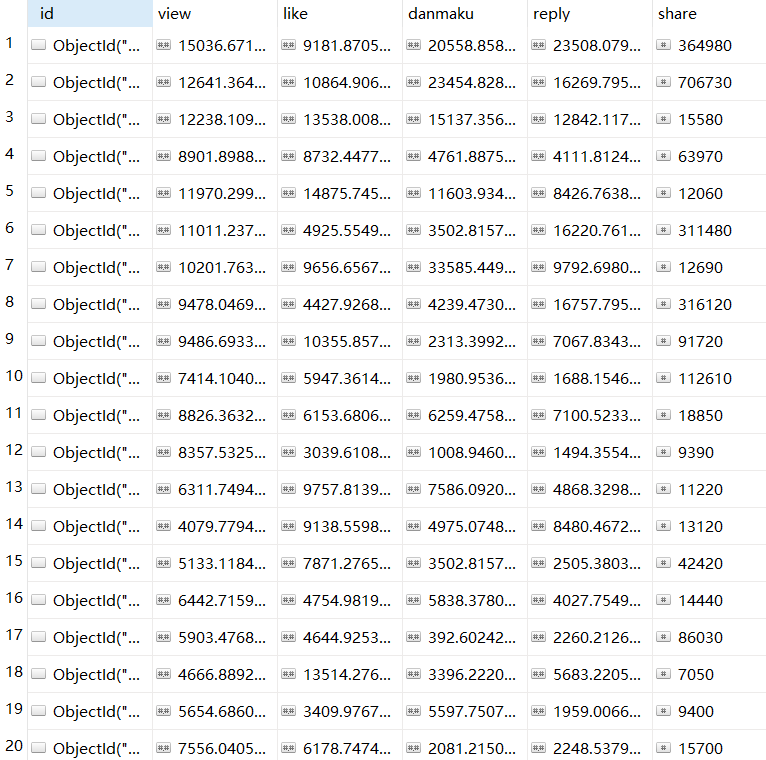 id view like danmaku reply share
1 ObjectId("... 15036.671... 9181.8705... 20558.858... 23508.079... 364980
2 ObjectId("... 12641.364... 10864.906... 23454.828... 16269.795... 706730
3 ObjectId("... 12238.109... 13538.008... 15137.356... 12842.117... 15580
4 ObjectId("... 8901.8988... 8732.4477... 4761.8875... 4111.8124... 63970
5 ObjectId("... 11970.299... 14875.745... 11603.934... 8426.7638... 12060
6 ObjectId("... 11011.237... 4925.5549... 3502.8157... 16220.761... 311480
7 ObjectId("... 10201.763... 9656.6567... 33585.449... 9792.6980... 12690
8 ObjectId("... 9478.0469... 4427.9268... 4239.4730... 16757.795... 316120
9 ObjectId("... 9486.6933... 10355.857... 2313.3992... 7067.8343... 91720
10 ObjectId("... 7414.1040... 5947.3614... 1980.9536... 1688.1546... 112610
11 ObjectId("... 8826.3632... 6153.6806... 6259.4758... 7100.5233... 18850
12 ObjectId("... 8357.5325... 3039.6108... 1008.9460... 1494.3554... 9390
13 ObjectId("... 6311.7494... 9757.8139... 7586.0920... 4868.3298... 11220
14 ObjectId("... 4079.7794... 9138.5598... 4975.0748... 8480.4672... 13120
15 ObjectId("... 5133.1184... 7871.2765... 3502.8157... 2505.3803... 42420
16 ObjectId("... 6442.7159... 4754.9819... 5838.3780... 4027.7549... 14440
17 ObjectId("... 5903.4768... 4644.9253... 392.60242... 2260.2126... 86030
18 ObjectId("... 4666.8892... 13514.276... 3396.2220... 5683.2205... 7050
19 ObjectId("... 5654.6860... 3409.9767... 5597.7507... 1959.0066... 9400
20 ObjectId("... 7556.0405... 6178.7474... 2081.2150... 2248.5379... 15700